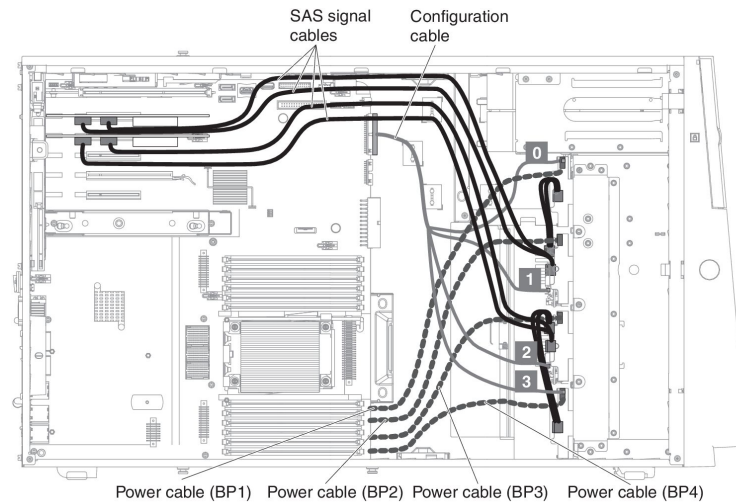 SAS signal
cables
Configuration
cable
0
1
2
3
Power cable (BP1)
Power cable (BP2)
Power cable (BP3)
Power cable (BP4)